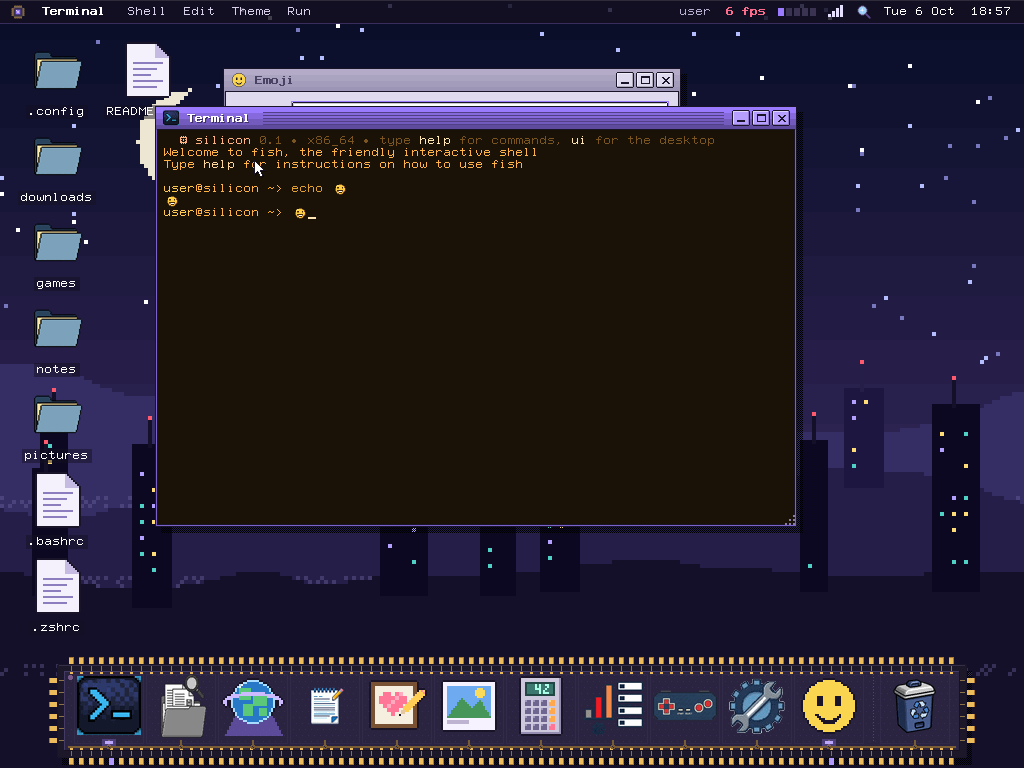 Terminal Shell Edit Theme Run user 6 fps Tue 6 Oct 18:57
.config
README
downloads
games
notes
pictures
.bashrc
.zshrc
Emoji
Terminal
silicon 0.1 • x86_64 • type help for commands, ui for the desktop
Welcome to fish, the friendly interactive shell
Type help for instructions on how to use fish
user@silicon ~> echo 😀
😀
user@silicon ~> 😀_
42